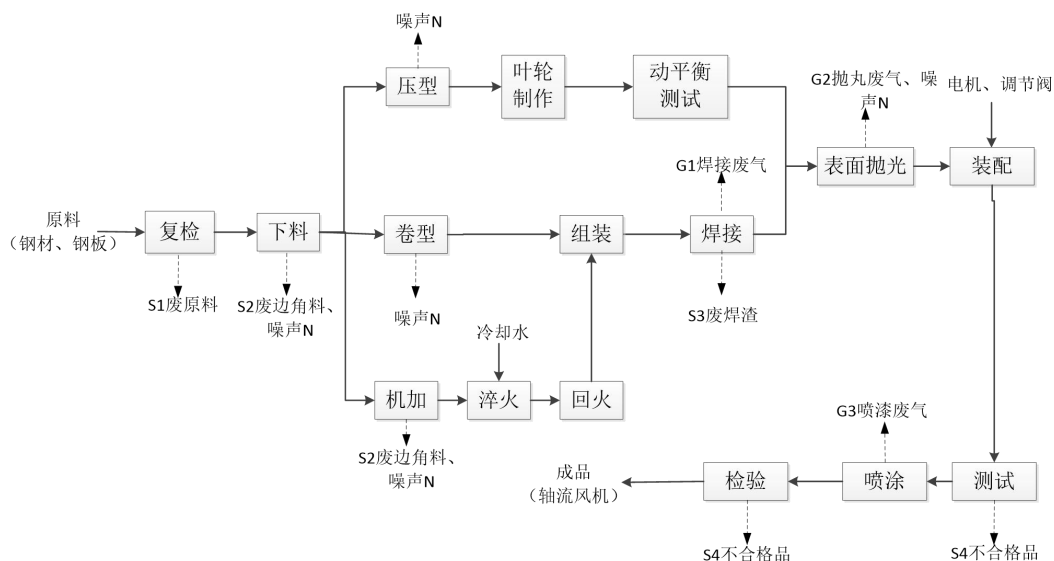 噪声N
压型
叶轮
制作
动平衡
测试
G2抛丸废气、噪
声N
电机、调节阀
表面抛光
装配
G1焊接废气
原料
（钢材、钢板）
复检
下料
卷型
组装
焊接
S1废原料
S2废边角料、
噪声N
噪声N
S3废焊渣
冷却水
机加
淬火
回火
S2废边角料、
噪声N
G3喷漆废气
成品
（轴流风机）
检验
喷涂
测试
S4不合格品
S4不合格品